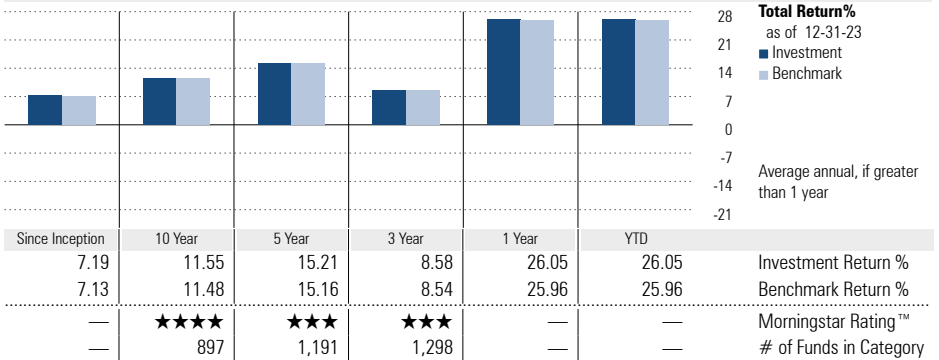 28
21
14
7
0
-7
-14
-21
Total Return%
as of 12-31-23
Investment
Benchmark
Average annual, if greater
than 1 year
Since Inception 10 Year 5 Year 3 Year 1 Year YTD
7.19 11.55 15.21 8.58 26.05 26.05 Investment Return %
7.13 11.48 15.16 8.54 25.96 25.96 Benchmark Return %
— ★★★★ ★★★ ★★★ — — Morningstar Rating™
— 897 1,191 1,298 — — # of Funds in Category